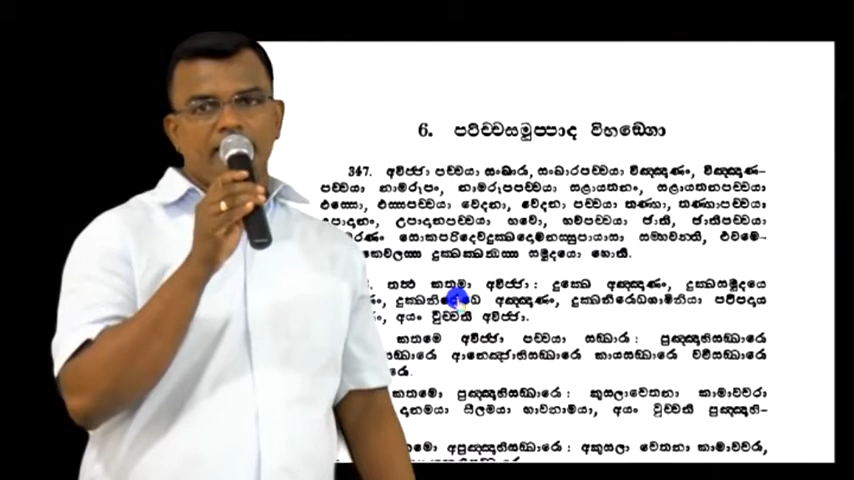 6. පටිච්චසමුප්පාද විභඞ්ගො
347. අවිජ්ජා පච්චයා සංඛාරා, සංඛාරපච්චයා විඤ්ඤාණං, විඤ්ඤාණ-
පච්චයා නාමරූපං, නාමරූපපච්චයා සළායතනං, සළායතනපච්චයා
ඵස්සො, ඵස්සපච්චයා වේදනා, වේදනා පච්චයා තණ්හා, තණ්හාපච්චයා
උපාදානං, උපාදානපච්චයා භවො, භවපච්චයා ජාති, ජාතිපච්චයා
සොකපරිදෙවදුක්ඛදොමනස්සුපායාසා සම්භවන්ති, එවමෙ-
දුක්ඛක්ඛන්ධස්ස සමුදයො හොති.
තත්ථ කතමා අවිජ්ජා: දුක්ඛෙ අඤ්ඤාණං, දුක්ඛසමුදයෙ
දුක්ඛනිරොධෙ අඤ්ඤාණං, දුක්ඛනිරොධගාමිනියා පටිපදාය
අයං වුච්චති අවිජ්ජා.
කතමෙ අවිජ්ජා පච්චයා සඞ්ඛාරා: පුඤ්ඤාභිසඞ්ඛාරො
ආනෙඤ්ජාභිසඞ්ඛාරො කායසඞ්ඛාරො වචීසඞ්ඛාරො
කතමො පුඤ්ඤාභිසඞ්ඛාරො: කුසලාචෙතනා කාමාවචරා
දානමයා සීලමයා භාවනාමයා, අයං වුච්චති පුඤ්ඤාභි-
අපුඤ්ඤාභිසඞ්ඛාරො: අකුසලා චෙතනා කාමාවචරා,